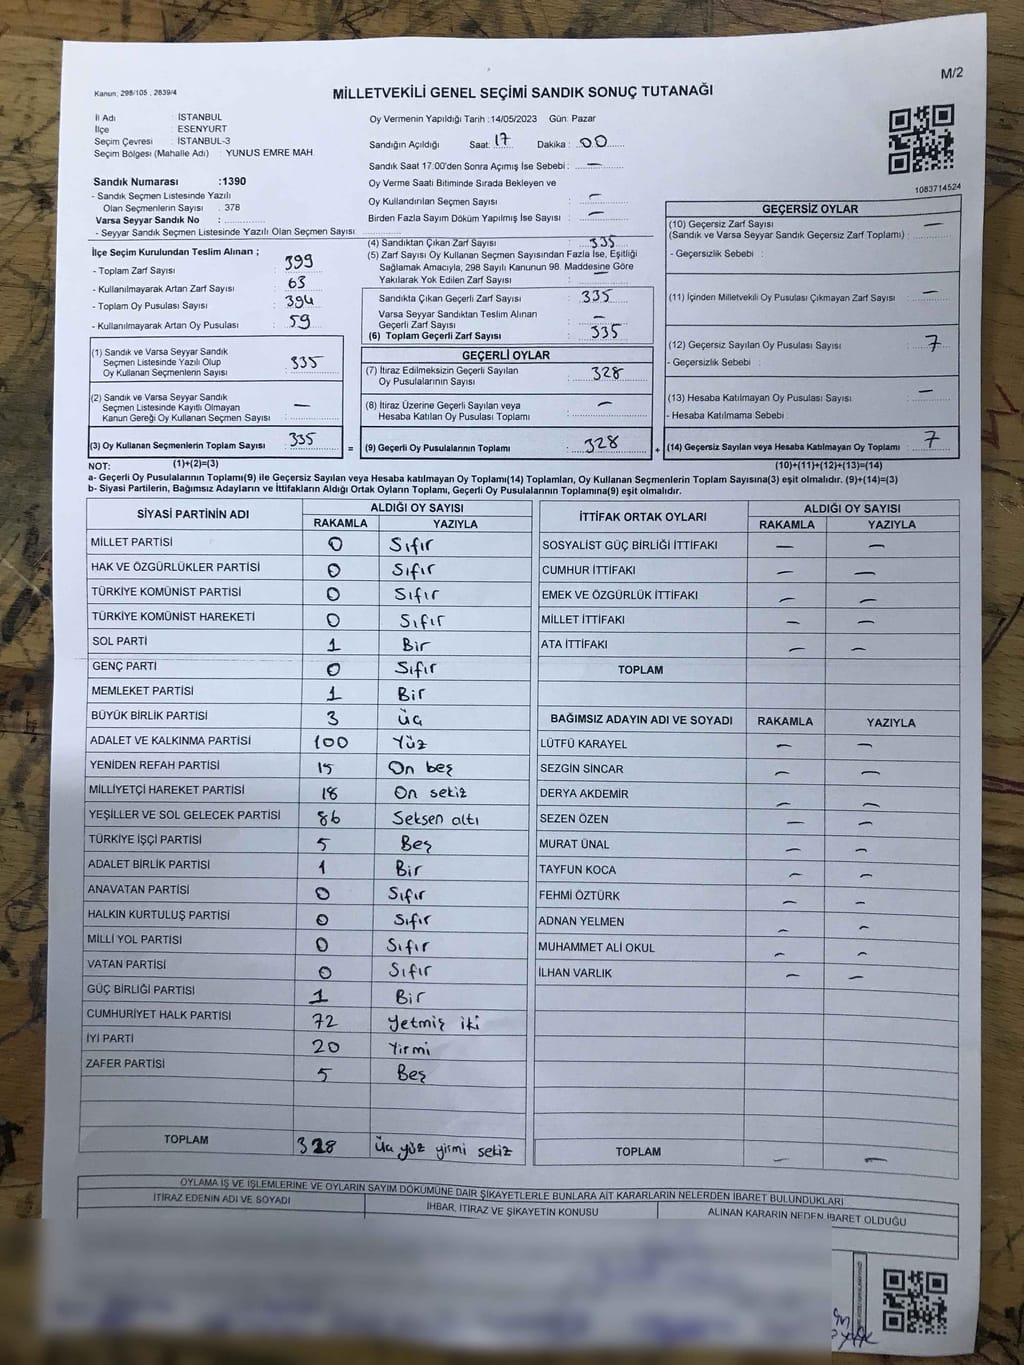 M/2
Kanun; 298/105 , 2839/4
MİLLETVEKİLİ GENEL SEÇİMİ SANDIK SONUÇ TUTANAĞI
İl Adı : İSTANBUL
İlçe : ESENYURT
Seçim Çevresi : İSTANBUL-3
Seçim Bölgesi (Mahalle Adı) : YUNUS EMRE MAH.
Oy Vermenin Yapıldığı Tarih :14/05/2023 Gün: Pazar
Sandığın Açıldığı Saat: 17 Dakika : 00
Sandık Saat 17:00'den Sonra Açımış İse Sebebi : —
Oy Verme Saati Bitiminde Sırada Bekleyen ve
Oy Kullandırılan Seçmen Sayısı : —
Birden Fazla Sayım Döküm Yapılmış İse Sayısı : —
1083714524
Sandık Numarası :1390
- Sandık Seçmen Listesinde Yazılı
Olan Seçmenlerin Sayısı : 378
Varsa Seyyar Sandık No :
- Seyyar Sandık Seçmen Listesinde Yazılı Olan Seçmen Sayısı
İlçe Seçim Kurulundan Teslim Alınan ;
- Toplam Zarf Sayısı : 399
- Kullanılmayarak Artan Zarf Sayısı : 63
- Toplam Oy Pusulası Sayısı : 394
- Kullanılmayarak Artan Oy Pusulası : 59
(4) Sandıktan Çıkan Zarf Sayısı : 335
(5) Zarf Sayısı Oy Kullanan Seçmen Sayısından Fazla İse, Eşitliği
Sağlamak Amacıyla, 298 Sayılı Kanunun 98. Maddesine Göre
Yakılarak Yok Edilen Zarf Sayısı : —
Sandıkta Çıkan Geçerli Zarf Sayısı : 335
Varsa Seyyar Sandıktan Teslim Alınan
Geçerli Zarf Sayısı : —
(6) Toplam Geçerli Zarf Sayısı : 335
GEÇERSİZ OYLAR
(10) Geçersiz Zarf Sayısı —
(Sandık ve Varsa Seyyar Sandık Geçersiz Zarf Toplamı) :
- Geçersizlik Sebebi :
(11) İçinden Milletvekili Oy Pusulası Çıkmayan Zarf Sayısı : —
(12) Geçersiz Sayılan Oy Pusulası Sayısı : 7
- Geçersizlik Sebebi :
(13) Hesaba Katılmayan Oy Pusulası Sayısı : —
- Hesaba Katılmama Sebebi :
(14) Geçersiz Sayılan veya Hesaba Katılmayan Oy Toplamı : 7
(1) Sandık ve Varsa Seyyar Sandık
Seçmen Listesinde Yazılı Olup
Oy Kullanan Seçmenlerin Sayısı : 335
(2) Sandık ve Varsa Seyyar Sandık
Seçmen Listesinde Kayıtlı Olmayan
Kanun Gereği Oy Kullanan Seçmen Sayısı : —
(3) Oy Kullanan Seçmenlerin Toplam Sayısı : 335 =
GEÇERLİ OYLAR
(7) İtiraz Edilmeksizin Geçerli Sayılan
Oy Pusulalarının Sayısı : 328
(8) İtiraz Üzerine Geçerli Sayılan veya
Hesaba Katılan Oy Pusulası Toplamı : —
(9) Geçerli Oy Pusulalarının Toplamı : 328 +
NOT: (1)+(2)=(3) (10)+(11)+(12)+(13)=(14)
a- Geçerli Oy Pusulalarının Toplamı(9) ile Geçersiz Sayılan veya Hesaba katılmayan Oy Toplamı(14) Toplamları, Oy Kullanan Seçmenlerin Toplam Sayısına(3) eşit olmalıdır. (9)+(14)=(3)
b- Siyasi Partilerin, Bağımsız Adayların ve İttifakların Aldığı Ortak Oyların Toplamı, Geçerli Oy Pusulalarının Toplamına(9) eşit olmalıdır.
SİYASİ PARTİNİN ADI ALDIĞI OY SAYISI
RAKAMLA YAZIYLA
MİLLET PARTİSİ 0 Sıfır
HAK VE ÖZGÜRLÜKLER PARTİSİ 0 Sıfır
TÜRKİYE KOMÜNİST PARTİSİ 0 Sıfır
TÜRKİYE KOMÜNİST HAREKETİ 0 Sıfır
SOL PARTİ 1 Bir
GENÇ PARTİ 0 Sıfır
MEMLEKET PARTİSİ 1 Bir
BÜYÜK BİRLİK PARTİSİ 3 Üç
ADALET VE KALKINMA PARTİSİ 100 Yüz
YENİDEN REFAH PARTİSİ 15 On beş
MİLLİYETÇİ HAREKET PARTİSİ 18 On sekiz
YEŞİLLER VE SOL GELECEK PARTİSİ 86 Seksen altı
TÜRKİYE İŞÇİ PARTİSİ 5 Beş
ADALET BİRLİK PARTİSİ 1 Bir
ANAVATAN PARTİSİ 0 Sıfır
HALKIN KURTULUŞ PARTİSİ 0 Sıfır
MİLLİ YOL PARTİSİ 0 Sıfır
VATAN PARTİSİ 0 Sıfır
GÜÇ BİRLİĞİ PARTİSİ 1 Bir
CUMHURİYET HALK PARTİSİ 72 Yetmiş iki
İYİ PARTİ 20 Yirmi
ZAFER PARTİSİ 5 Beş
TOPLAM 328 Üç yüz yirmi sekiz
İTTİFAK ORTAK OYLARI ALDIĞI OY SAYISI
RAKAMLA YAZIYLA
SOSYALİST GÜÇ BİRLİĞİ İTTİFAKI — —
CUMHUR İTTİFAKI — —
EMEK VE ÖZGÜRLÜK İTTİFAKI — —
MİLLET İTTİFAKI — —
ATA İTTİFAKI — —
TOPLAM
BAĞIMSIZ ADAYIN ADI VE SOYADI RAKAMLA YAZIYLA
LÜTFÜ KARAYEL — —
SEZGİN SİNCAR — —
DERYA AKDEMİR — —
SEZEN ÖZEN — —
MURAT ÜNAL — —
TAYFUN KOCA — —
FEHMİ ÖZTÜRK — —
ADNAN YELMEN — —
MUHAMMET ALİ OKUL — —
İLHAN VARLIK — —
TOPLAM — —
OYLAMA İŞ VE İŞLEMLERİNE VE OYLARIN SAYIM DÖKÜMÜNE DAİR ŞİKAYETLERLE BUNLARA AİT KARARLARIN NELERDEN İBARET BULUNDUKLARI
İTİRAZ EDENİN ADI VE SOYADI İHBAR, İTİRAZ VE ŞİKAYETİN KONUSU ALINAN KARARIN NEDEN İBARET OLDUĞU